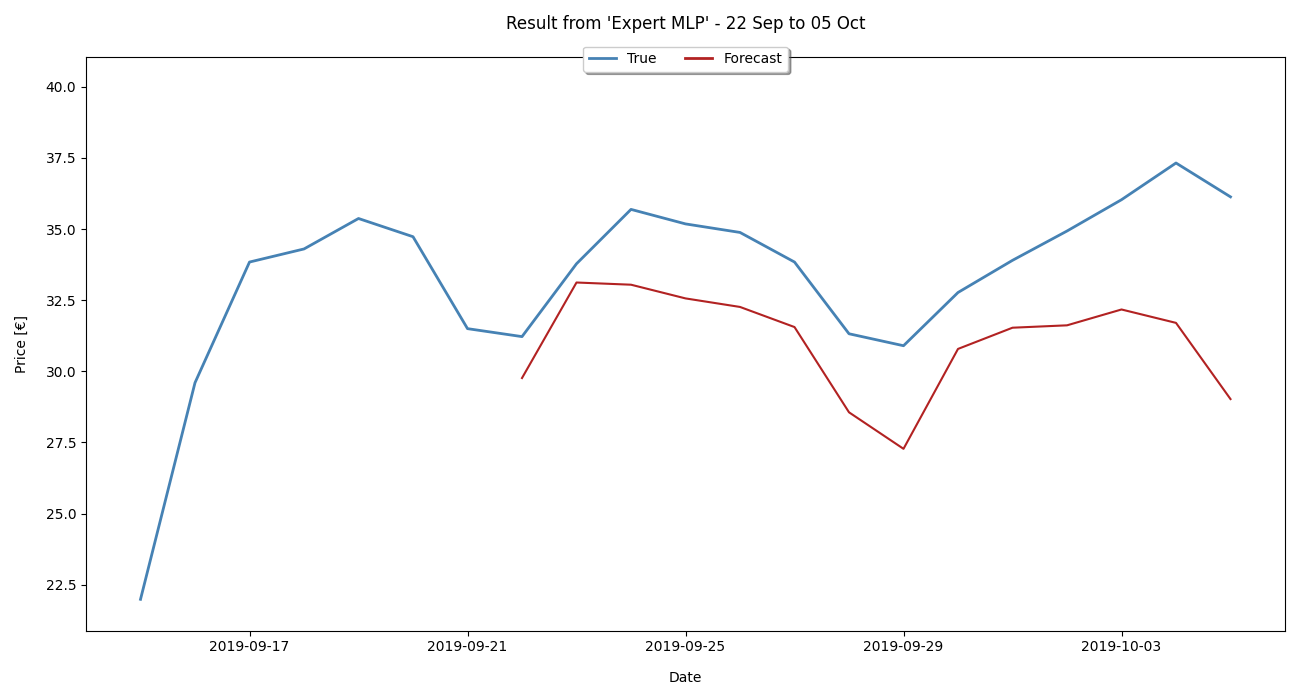 Result from 'Expert MLP' - 22 Sep to 05 Oct
True
Forecast
40.0
37.5
35.0
32.5
30.0
27.5
25.0
22.5
Price [€]
2019-09-17
2019-09-21
2019-09-25
2019-09-29
2019-10-03
Date